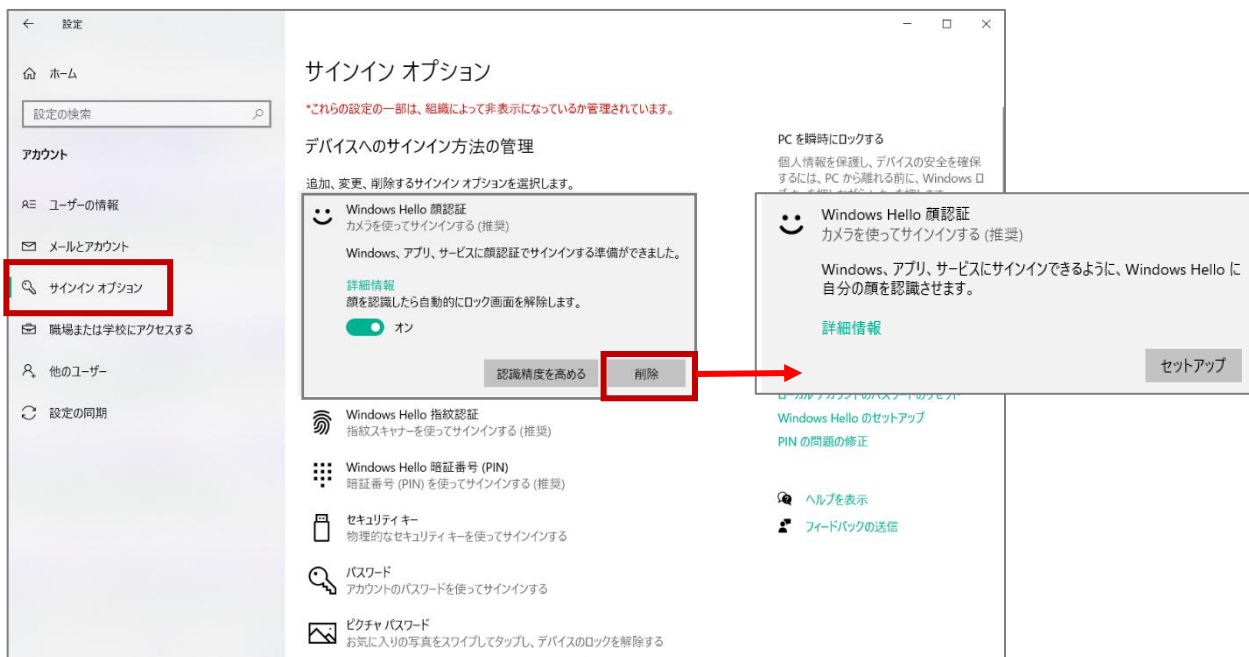 設定
ホーム
設定の検索
アカウント
ユーザーの情報
メールとアカウント
サインイン オプション
職場または学校にアクセスする
他のユーザー
設定の同期
サインイン オプション
*これらの設定の一部は、組織によって非表示になっているか管理されています。
デバイスへのサインイン方法の管理
追加、変更、削除するサインイン オプションを選択します。
Windows Hello 顔認証
カメラを使ってサインインする (推奨)
Windows、アプリ、サービスに顔認証でサインインする準備ができました。
詳細情報
顔を認識したら自動的にロック画面を解除します。
オン
認識精度を高める
削除
Windows Hello 指紋認証
指紋スキャナーを使ってサインインする (推奨)
Windows Hello 暗証番号 (PIN)
暗証番号 (PIN) を使ってサインインする (推奨)
セキュリティ キー
物理的なセキュリティ キーを使ってサインインする
パスワード
アカウントのパスワードを使ってサインインする
ピクチャ パスワード
お気に入りの写真をスワイプしてタップし、デバイスのロックを解除する
PC を瞬時にロックする
個人情報を保護し、デバイスの安全を確保
するには、PC から離れる前に、Windows ロ
Windows Hello 顔認証
カメラを使ってサインインする (推奨)
Windows、アプリ、サービスにサインインできるように、Windows Hello に
自分の顔を認識させます。
詳細情報
セットアップ
Windows Hello のセットアップ
PIN の問題の修正
ヘルプを表示
フィードバックの送信